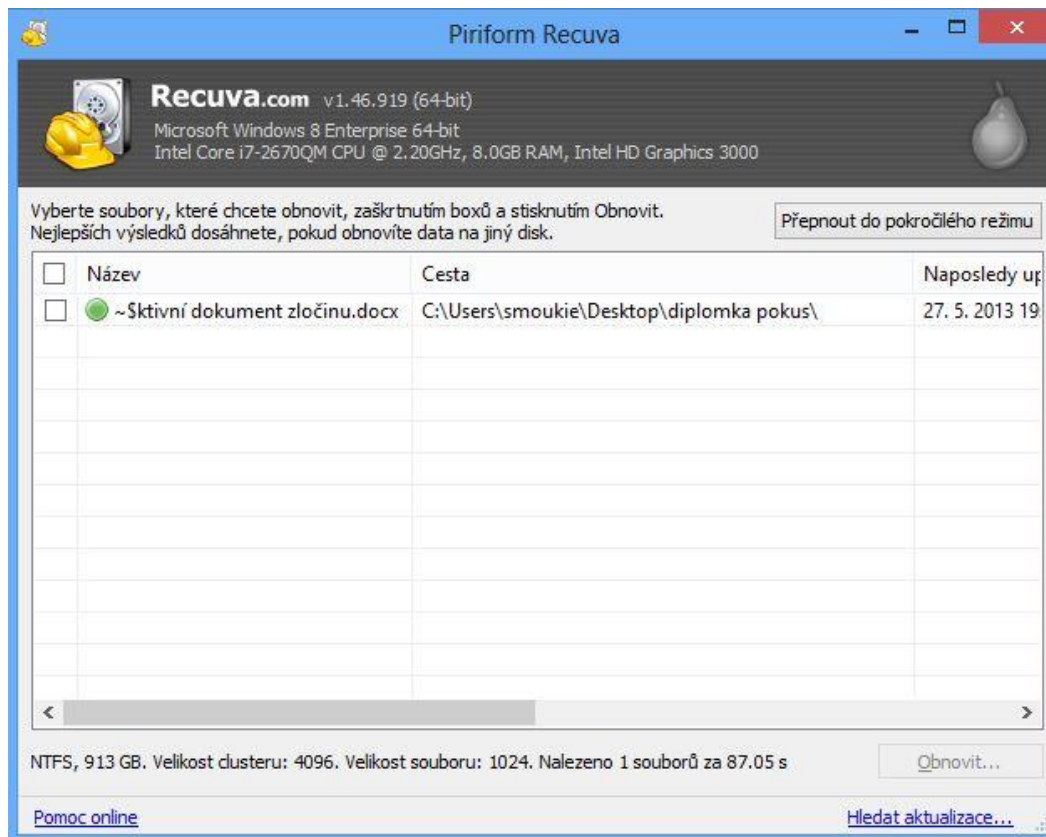 Piriform Recuva
Recuva.com v1.46.919 (64-bit)
Microsoft Windows 8 Enterprise 64-bit
Intel Core i7-2670QM CPU @ 2.20GHz, 8.0GB RAM, Intel HD Graphics 3000
Vyberte soubory, které chcete obnovit, zaškrtnutím boxů a stisknutím Obnovit.
Nejlepších výsledků dosáhnete, pokud obnovíte data na jiný disk.
Přepnout do pokročilého režimu
Název Cesta Naposledy up
~$ktivní dokument zločinu.docx C:\Users\smoukie\Desktop\diplomka pokus\ 27. 5. 2013 19
NTFS, 913 GB. Velikost clusteru: 4096. Velikost souboru: 1024. Nalezeno 1 souborů za 87.05 s
Obnovit...
Pomoc online Hledat aktualizace...